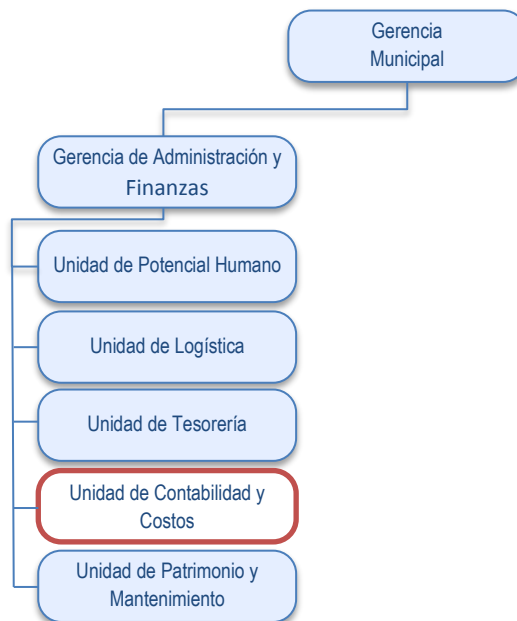 Gerencia
Municipal
Gerencia de Administración y
Finanzas
Unidad de Potencial Humano
Unidad de Logística
Unidad de Tesorería
Unidad de Contabilidad y
Costos
Unidad de Patrimonio y
Mantenimiento